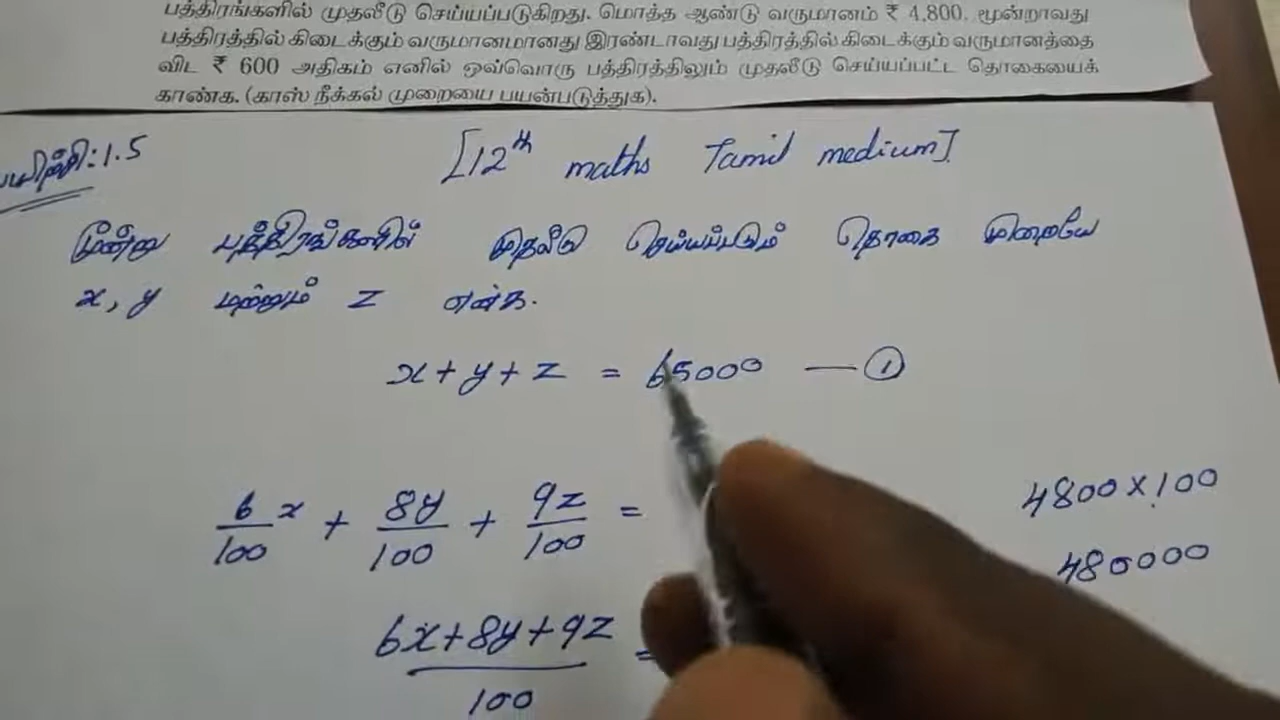 பத்திரங்களில் முதலீடு செய்யப்படுகிறது. மொத்த ஆண்டு வருமானம் ₹ 4,800. மூன்றாவது
பத்திரத்தில் கிடைக்கும் வருமானமானது இரண்டாவது பத்திரத்தில் கிடைக்கும் வருமானத்தை
விட ₹ 600 அதிகம் எனில் ஒவ்வொரு பத்திரத்திலும் முதலீடு செய்யப்பட்ட தொகையைக்
காண்க. (காஸ் நீக்கல் முறையை பயன்படுத்துக).
பயிற்சி: 1.5
[12th maths Tamil medium]
மூன்று பத்திரங்களில் முதலீடு செய்யப்படும் தொகை முறையே
x, y மற்றும் z என்க.
x + y + z = 65000 — ①
6/100 x + 8y/100 + 9z/100 =
4800 x 100
480000
6x + 8y + 9z / 100 =